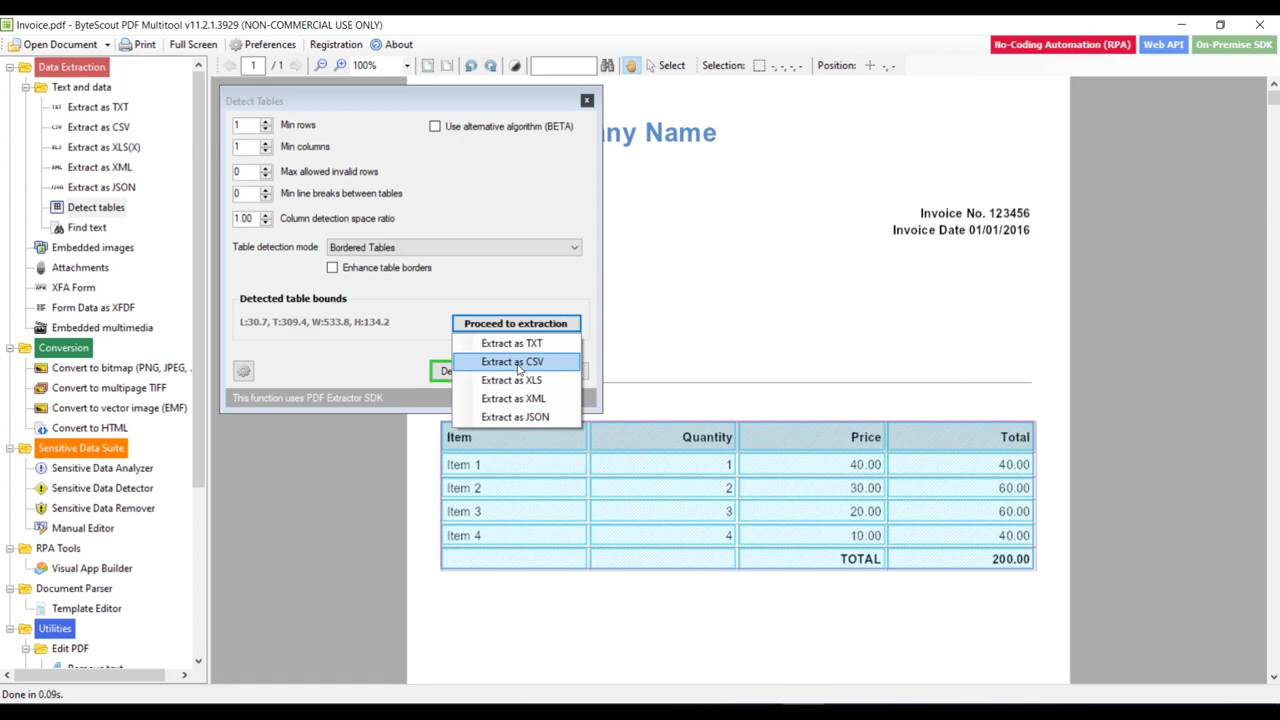 Invoice.pdf - ByteScout PDF Multitool v11.2.1.3929 (NON-COMMERCIAL USE ONLY)
Open Document Print Full Screen Preferences Registration About No-Coding Automation (RPA) Web API On-Premise SDK
1 / 1 100% Select Selection: -,-,-,- Position: -,-
Data Extraction
Text and data
TXT Extract as TXT
CSV Extract as CSV
XLS Extract as XLS(X)
XML Extract as XML
JSON Extract as JSON
Detect tables
Find text
Embedded images
Attachments
XFA XFA Form
Form Data as XFDF
Embedded multimedia
Conversion
Convert to bitmap (PNG, JPEG,
Convert to multipage TIFF
Convert to vector image (EMF)
Convert to HTML
Sensitive Data Suite
Sensitive Data Analyzer
Sensitive Data Detector
Sensitive Data Remover
Manual Editor
RPA Tools
Visual App Builder
Document Parser
Template Editor
Utilities
Edit PDF
Remove text
Detect Tables x
1 Min rows Use alternative algorithm (BETA)
1 Min columns
0 Max allowed invalid rows
0 Min line breaks between tables
1.00 Column detection space ratio
Table detection mode Bordered Tables
Enhance table borders
Detected table bounds
L:30.7, T:309.4, W:533.8, H:134.2 Proceed to extraction
Extract as TXT
Extract as CSV
Extract as XLS
Extract as XML
Extract as JSON
De
This function uses PDF Extractor SDK
ny Name
Invoice No. 123456
Invoice Date 01/01/2016
Item Quantity Price Total
Item 1 1 40.00 40.00
Item 2 2 30.00 60.00
Item 3 3 20.00 60.00
Item 4 4 10.00 40.00
TOTAL 200.00
Done in 0.09s.